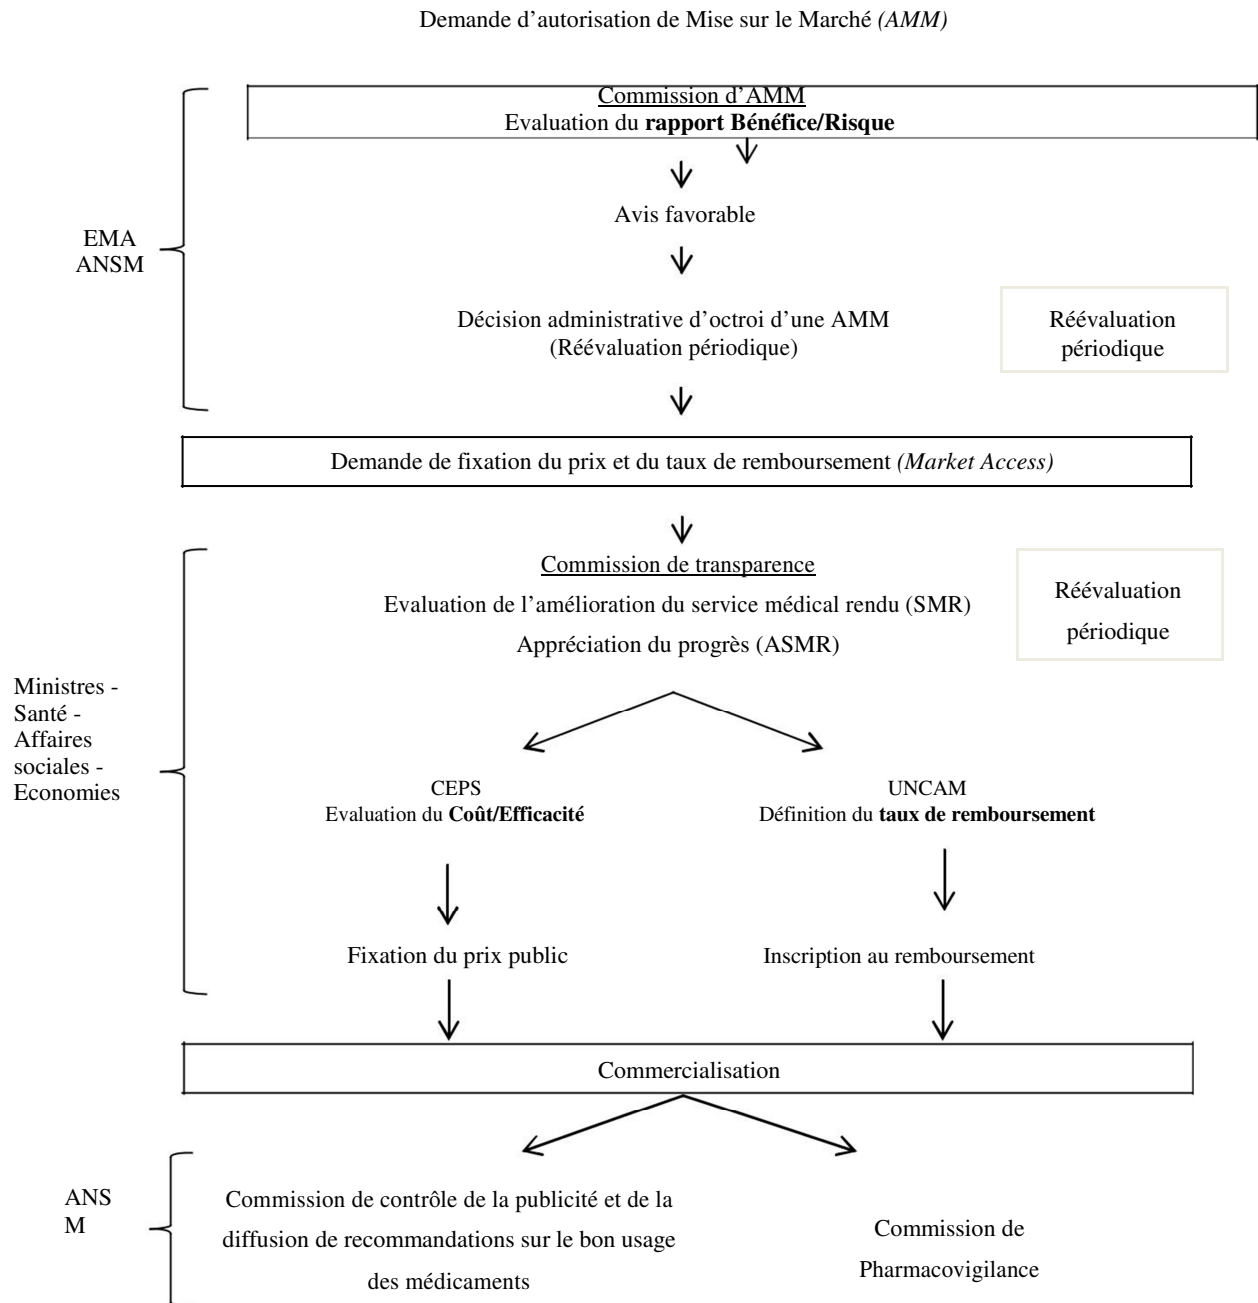 Demande d'autorisation de Mise sur le Marché (AMM)
Commission d'AMM
Evaluation du rapport Bénéfice/Risque
Avis favorable
EMA
ANSM
Décision administrative d'octroi d'une AMM
(Réévaluation périodique)
Réévaluation
périodique
Demande de fixation du prix et du taux de remboursement (Market Access)
Commission de transparence
Evaluation de l'amélioration du service médical rendu (SMR)
Appréciation du progrès (ASMR)
Réévaluation
périodique
Ministres -
Santé -
Affaires
sociales -
Economies
CEPS
Evaluation du Coût/Efficacité
UNCAM
Définition du taux de remboursement
Fixation du prix public
Inscription au remboursement
Commercialisation
ANS
M
Commission de contrôle de la publicité et de la
diffusion de recommandations sur le bon usage
des médicaments
Commission de
Pharmacovigilance